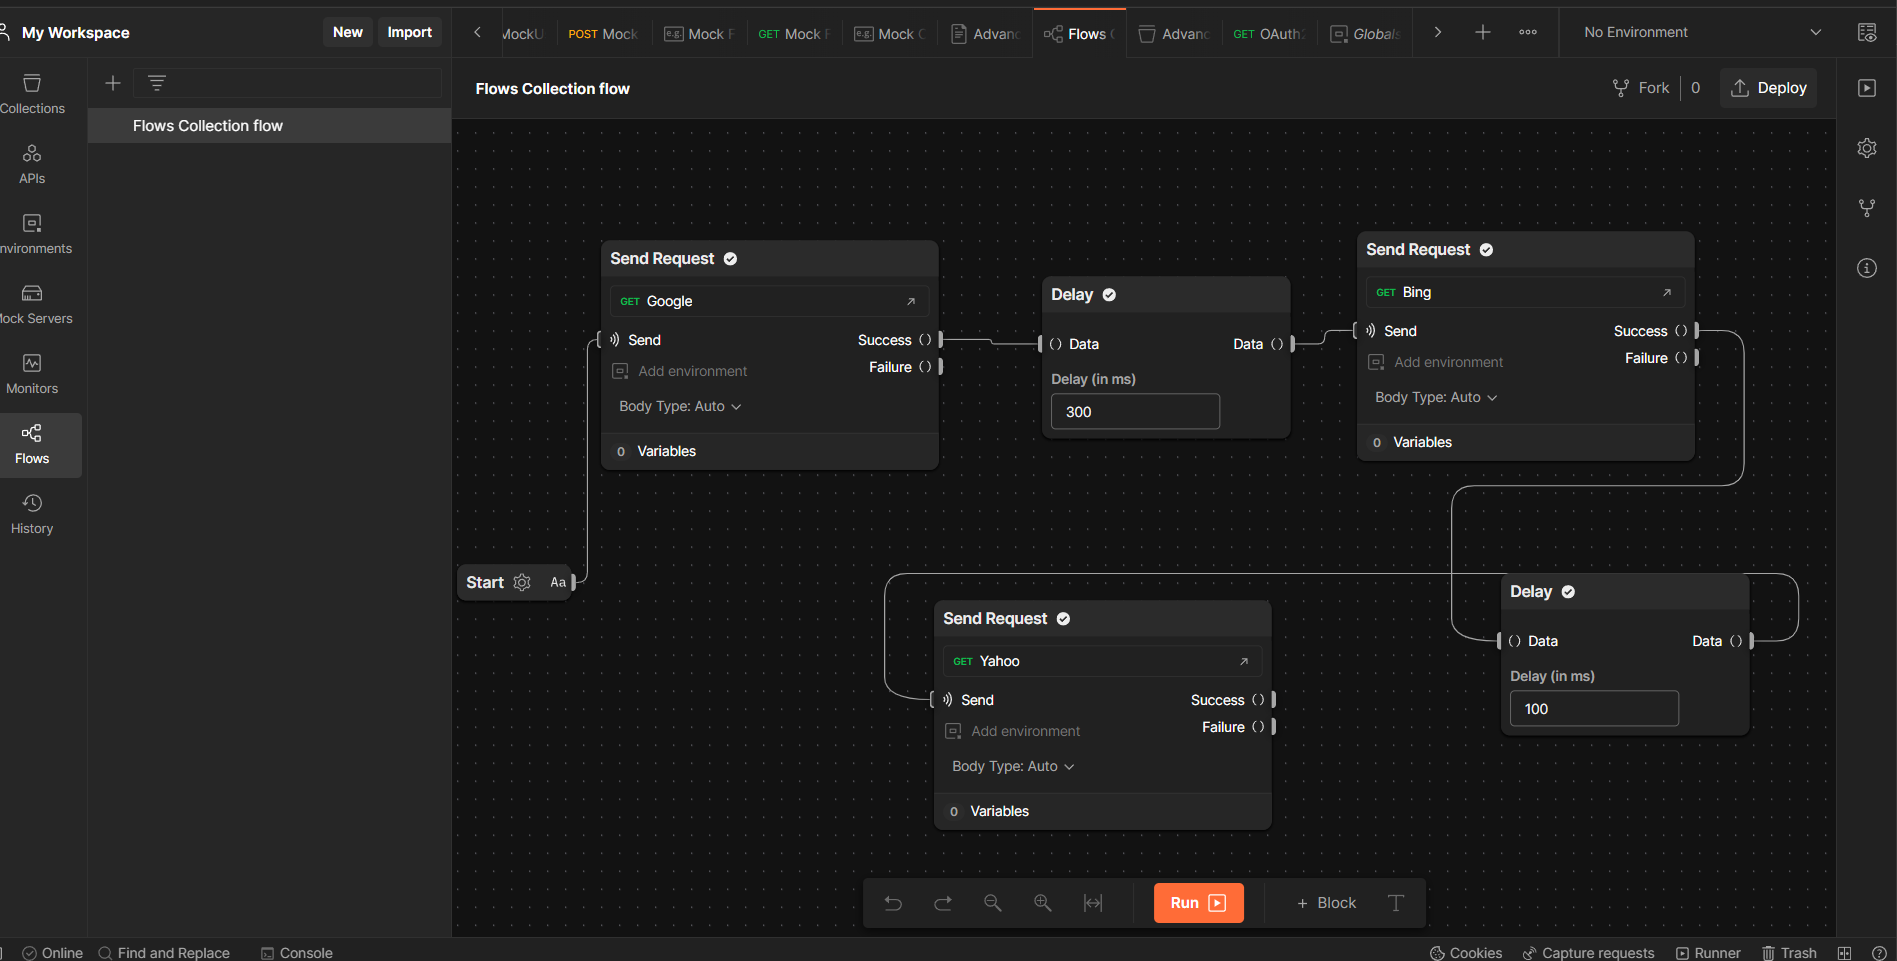 My Workspace
New
Import
MockU
POST Mock
e.g. Mock F
GET Mock F
e.g. Mock C
Advanc
Flows C
Advanc
GET OAuth2
Globals
No Environment
Collections
APIs
nvironments
Mock Servers
Monitors
Flows
History
Flows Collection flow
Flows Collection flow
Fork 0
Deploy
Start Aa
Send Request
GET Google
Send Success ()
Failure ()
Add environment
Body Type: Auto
0 Variables
Delay
() Data Data ()
Delay (in ms)
300
Send Request
GET Bing
Send Success ()
Failure ()
Add environment
Body Type: Auto
0 Variables
Delay
() Data Data ()
Delay (in ms)
100
Send Request
GET Yahoo
Send Success ()
Failure ()
Add environment
Body Type: Auto
0 Variables
Run
+ Block
T
Online
Find and Replace
Console
Cookies
Capture requests
Runner
Trash